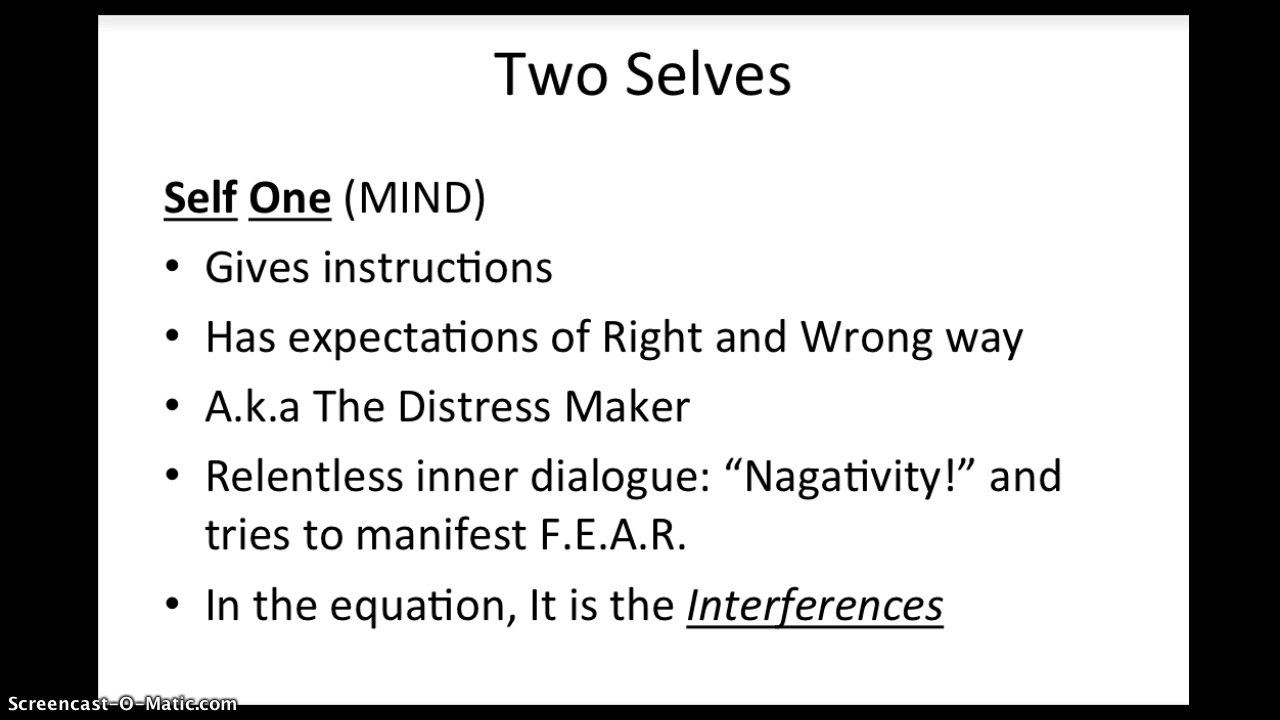 Two Selves
Self One (MIND)
• Gives instructions
• Has expectations of Right and Wrong way
• A.k.a The Distress Maker
• Relentless inner dialogue: “Nagativity!” and
tries to manifest F.E.A.R.
• In the equation, It is the Interferences
Screencast-O-Matic.com